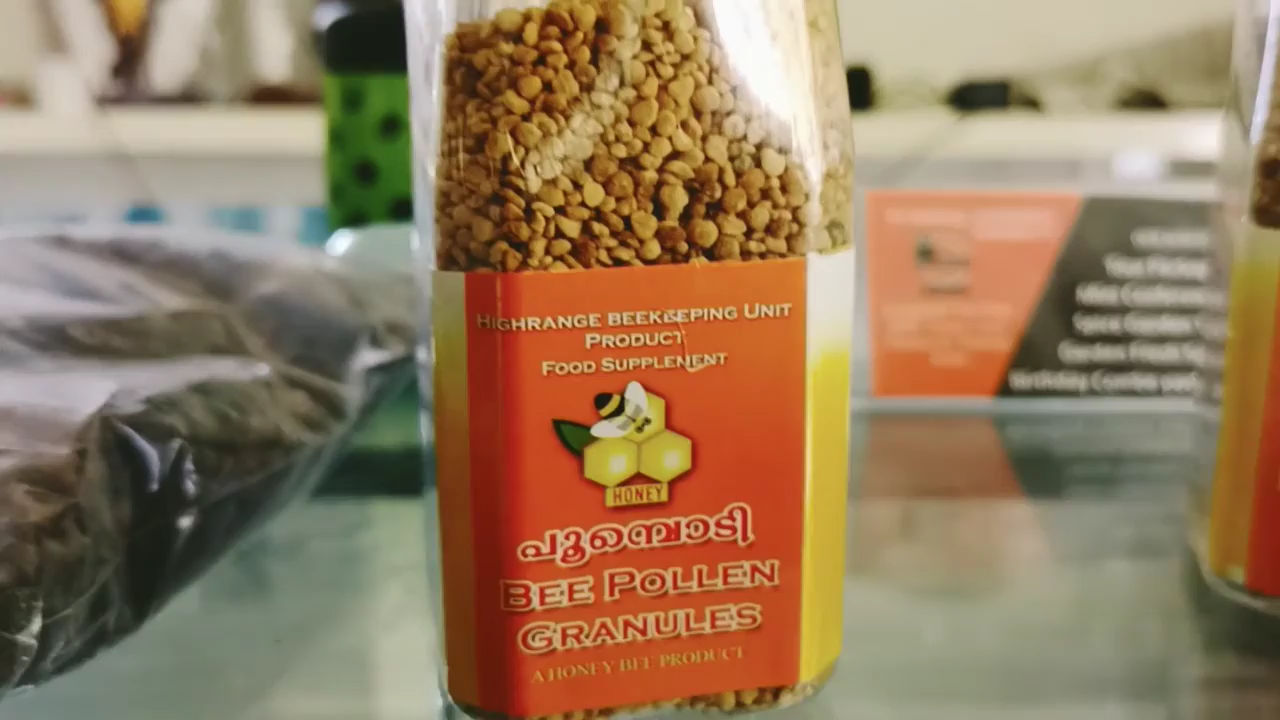 HIGHRANGE BEEKEEPING UNIT
PRODUCT
FOOD SUPPLEMENT
HONEY
പൂമ്പൊടി
BEE POLLEN
GRANULES
A HONEY BEE PRODUCT